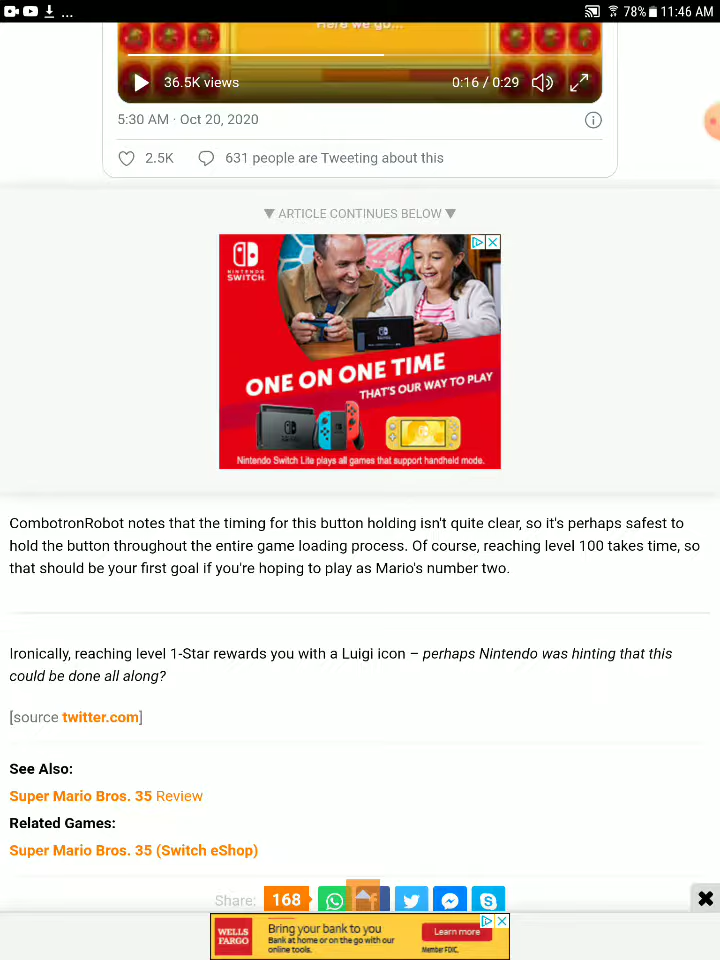 78% 11:46 AM
Here we go...
36.5K views 0:16 / 0:29
5:30 AM · Oct 20, 2020
2.5K 631 people are Tweeting about this
▼ ARTICLE CONTINUES BELOW ▼
NINTENDO
SWITCH
ONE ON ONE TIME
THAT'S OUR WAY TO PLAY
Nintendo Switch Lite plays all games that support handheld mode.
CombotronRobot notes that the timing for this button holding isn't quite clear, so it's perhaps safest to
hold the button throughout the entire game loading process. Of course, reaching level 100 takes time, so
that should be your first goal if you're hoping to play as Mario's number two.
Ironically, reaching level 1-Star rewards you with a Luigi icon – perhaps Nintendo was hinting that this
could be done all along?
[source twitter.com]
See Also:
Super Mario Bros. 35 Review
Related Games:
Super Mario Bros. 35 (Switch eShop)
Share: 168
WELLS
FARGO
Bring your bank to you
Bank at home or on the go with our
online tools.
Learn more
Member FDIC.